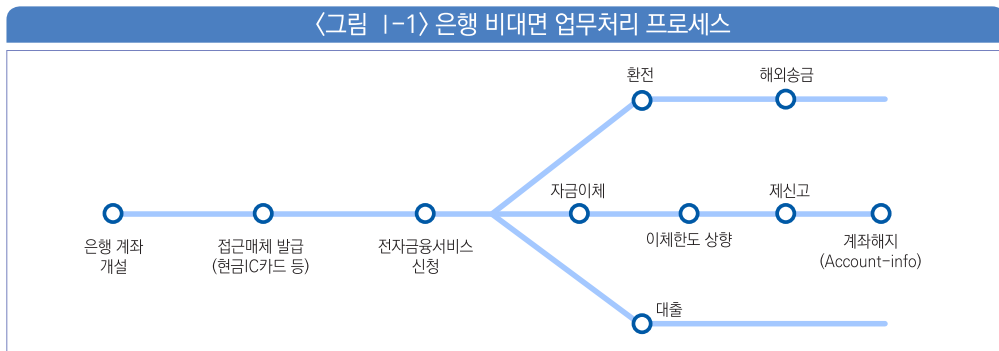 〈그림 Ⅰ-1〉 은행 비대면 업무처리 프로세스
환전
해외송금
자금이체
제신고
은행 계좌
개설
접근매체 발급
(현금IC카드 등)
전자금융서비스
신청
이체한도 상향
계좌해지
(Account-info)
대출